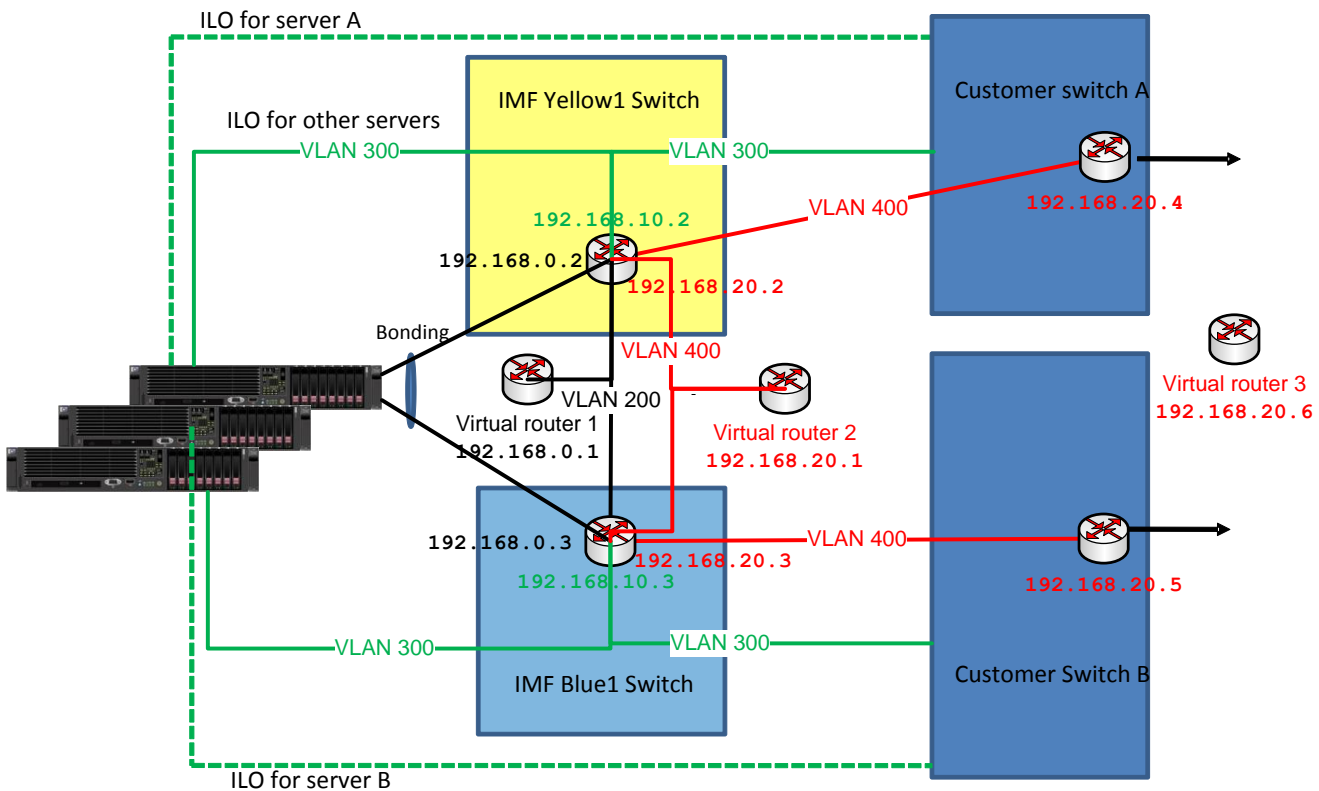 ILO for server A
IMF Yellow1 Switch
Customer switch A
ILO for other servers
VLAN 300
VLAN 300
192.168.20.4
VLAN 400
192.168.10.2
192.168.0.2
192.168.20.2
Bonding
VLAN 400
VLAN 200
Virtual router 1
192.168.0.1
Virtual router 2
192.168.20.1
Virtual router 3
192.168.20.6
192.168.0.3
192.168.20.3
192.168.10.3
VLAN 400
192.168.20.5
VLAN 300
VLAN 300
IMF Blue1 Switch
Customer Switch B
ILO for server B